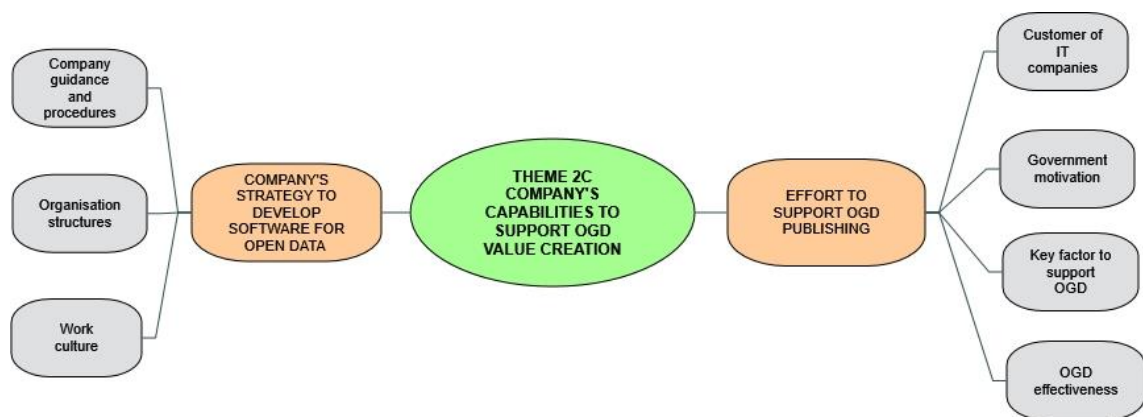 Company
guidance
and
procedures
Organisation
structures
Work
culture
COMPANY'S
STRATEGY TO
DEVELOP
SOFTWARE FOR
OPEN DATA
THEME 2C
COMPANY'S
CAPABILITIES TO
SUPPORT OGD
VALUE CREATION
EFFORT TO
SUPPORT OGD
PUBLISHING
Customer of
IT
companies
Government
motivation
Key factor to
support
OGD
OGD
effectiveness